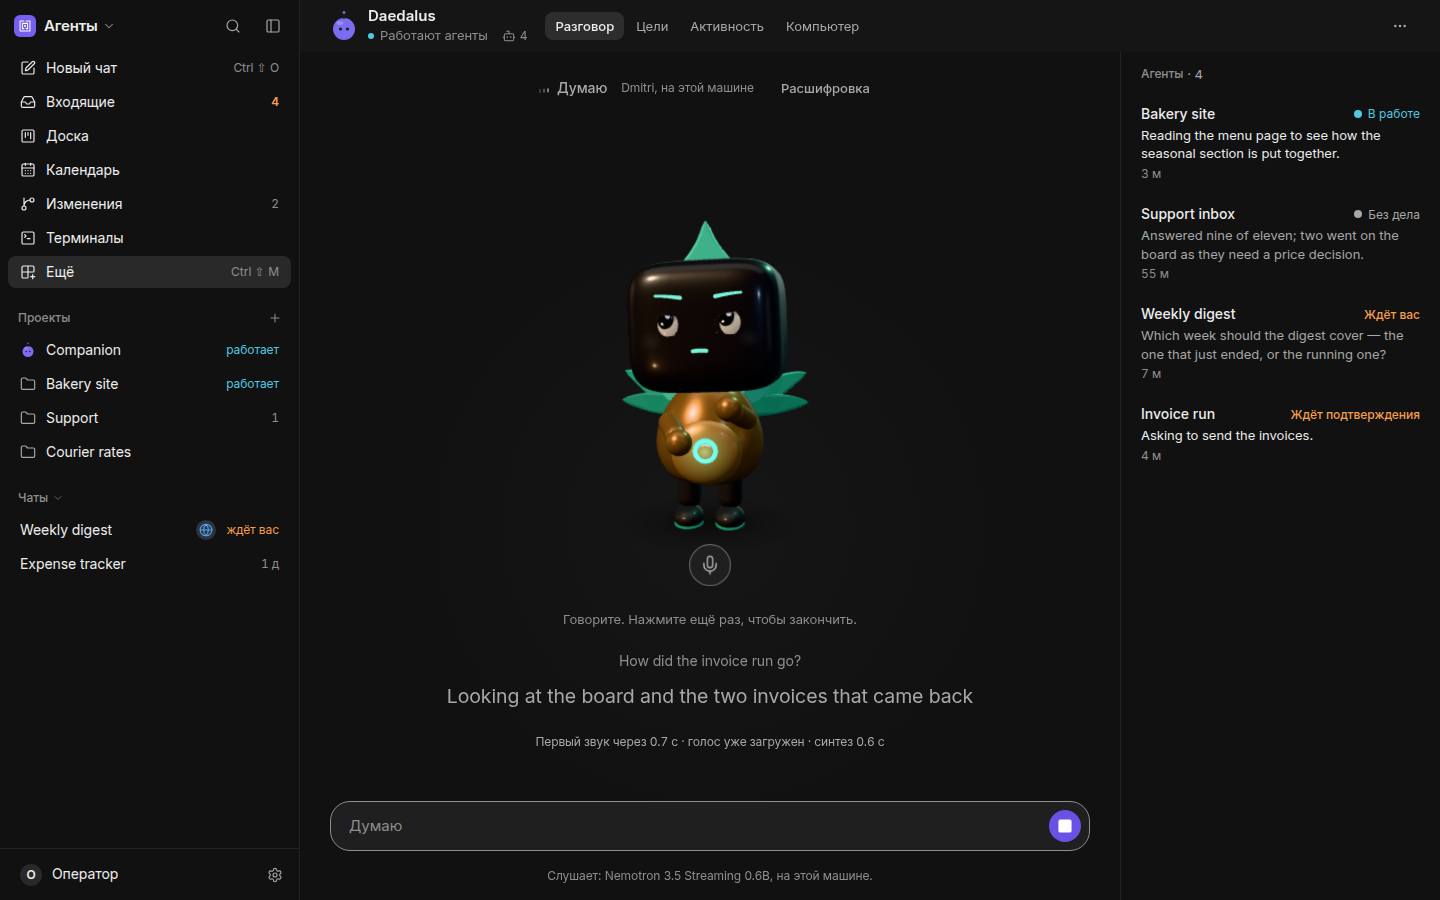 Агенты
Новый чат
Ctrl ⇧ O
Входящие
4
Доска
Календарь
Изменения
2
Терминалы
Ещё
Ctrl ⇧ M
Проекты
Companion
работает
Bakery site
работает
Support
1
Courier rates
Чаты
Weekly digest
ждёт вас
Expense tracker
1 д
О
Оператор
Daedalus
Работают агенты
4
Разговор
Цели
Активность
Компьютер
Думаю
Dmitri, на этой машине
Расшифровка
Говорите. Нажмите ещё раз, чтобы закончить.
How did the invoice run go?
Looking at the board and the two invoices that came back
Первый звук через 0.7 с · голос уже загружен · синтез 0.6 с
Думаю
Слушает: Nemotron 3.5 Streaming 0.6B, на этой машине.
Агенты · 4
Bakery site
В работе
Reading the menu page to see how the
seasonal section is put together.
3 м
Support inbox
Без дела
Answered nine of eleven; two went on the
board as they need a price decision.
55 м
Weekly digest
Ждёт вас
Which week should the digest cover — the
one that just ended, or the running one?
7 м
Invoice run
Ждёт подтверждения
Asking to send the invoices.
4 м